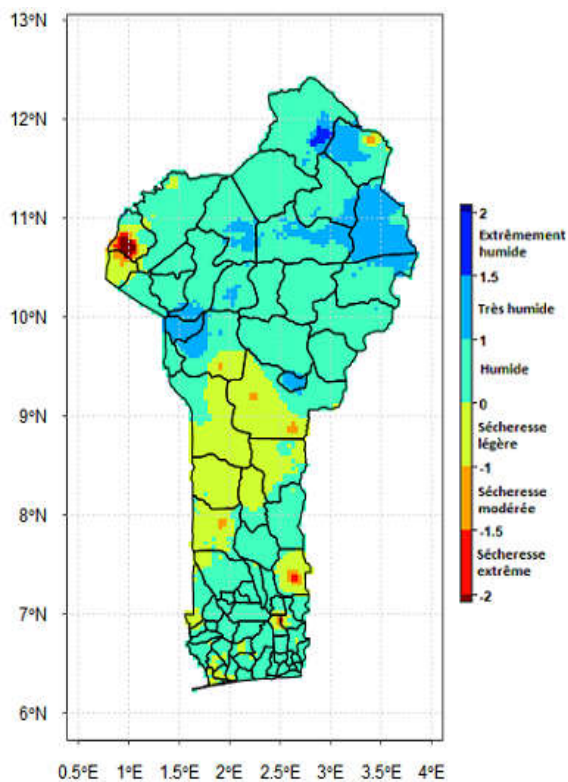 13°N
12°N
11°N
10°N
9°N
8°N
7°N
6°N
0.5°E 1°E 1.5°E 2°E 2.5°E 3°E 3.5°E 4°E
2
Extrêmement
humide
1.5
Très humide
1
Humide
0
Sécheresse
légère
-1
Sécheresse
modérée
-1.5
Sécheresse
extrême
-2